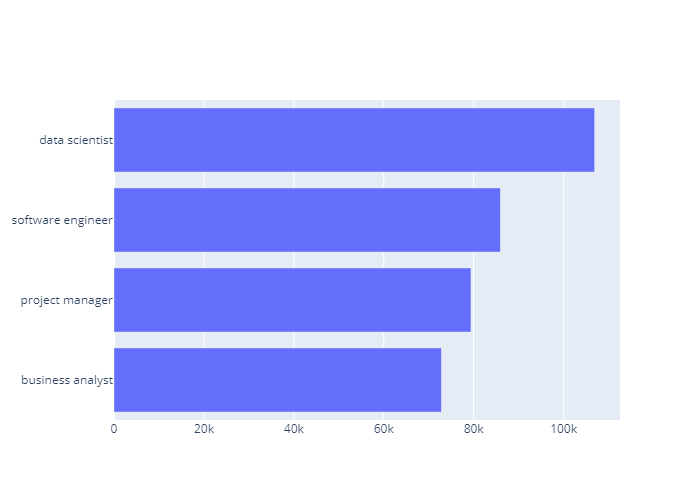 data scientist
software engineer
project manager
business analyst
0 20k 40k 60k 80k 100k